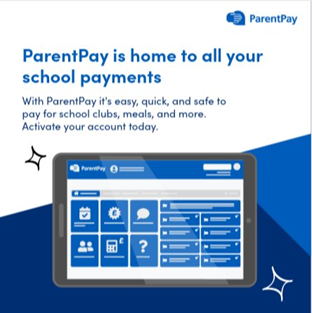 ParentPay
ParentPay is home to all your
school payments
With ParentPay it's easy, quick, and safe to
pay for school clubs, meals, and more.
Activate your account today.
ParentPay
£
£
?